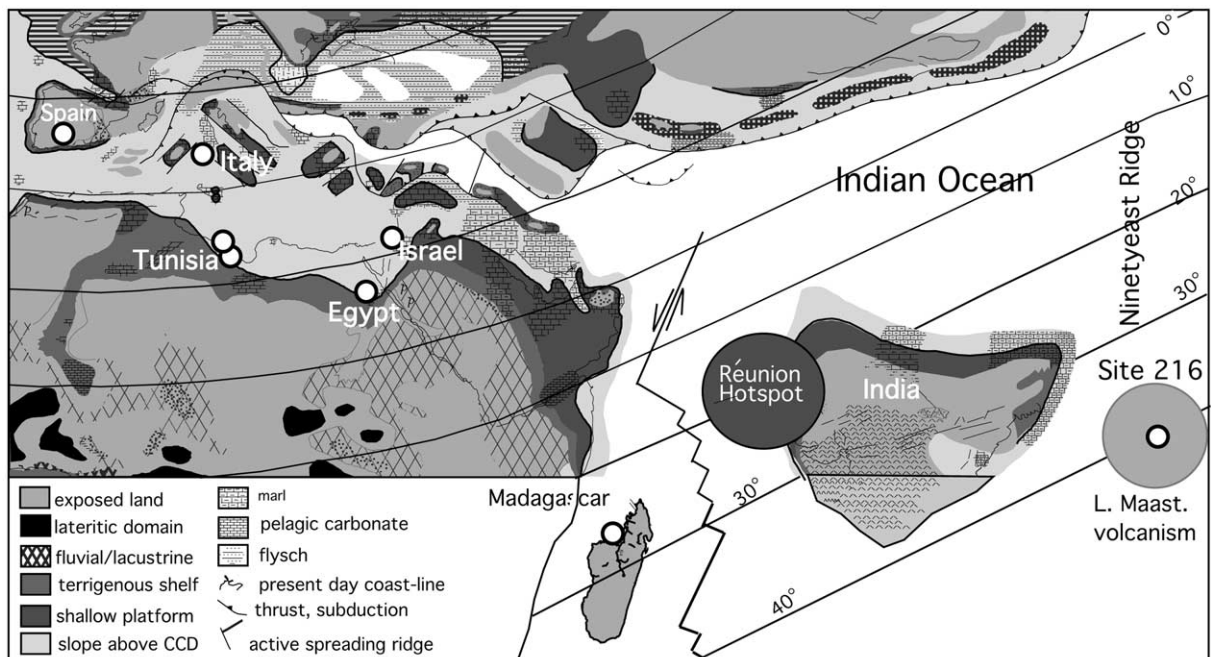 Spain
Italy
Tunisia
Israel
Egypt
Indian Ocean
Ninetyeast Ridge
0°
10°
20°
30°
Réunion
Hotspot
India
Site 216
L. Maast.
volcanism
Madagascar
30°
40°
exposed land
lateritic domain
fluvial/lacustrine
terrigenous shelf
shallow platform
slope above CCD
marl
pelagic carbonate
flysch
present day coast-line
thrust, subduction
active spreading ridge